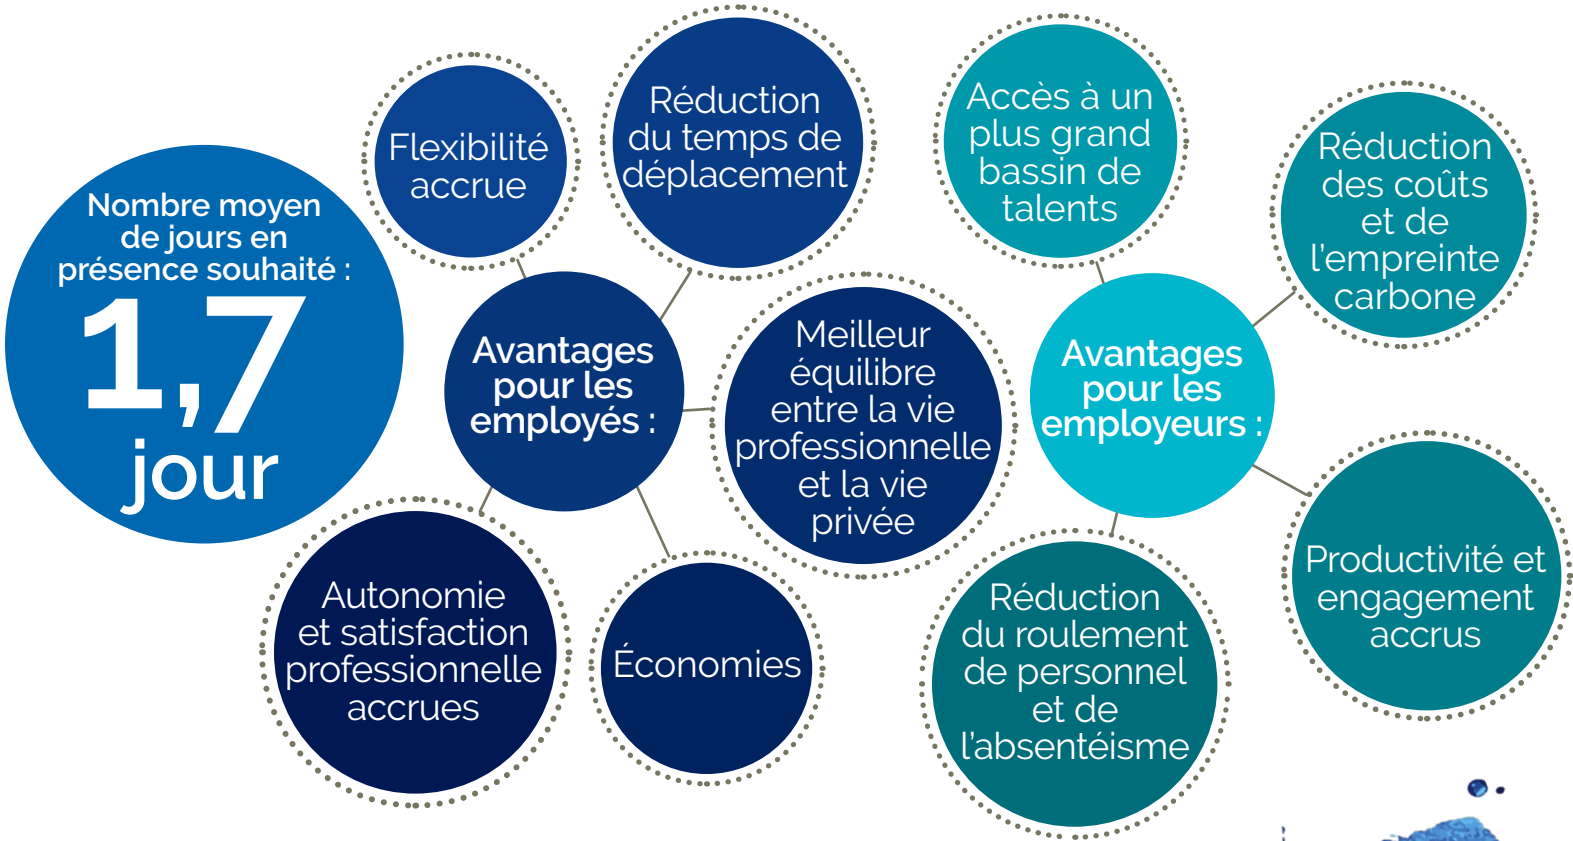 Nombre moyen
de jours en
présence souhaité :
1,7
jour
Avantages
pour les
employés :
Flexibilité
accrue
Réduction
du temps de
déplacement
Meilleur
équilibre
entre la vie
professionnelle
et la vie
privée
Économies
Autonomie
et satisfaction
professionnelle
accrues
Avantages
pour les
employeurs :
Accès à un
plus grand
bassin de
talents
Réduction
des coûts
et de
l’empreinte
carbone
Productivité et
engagement
accrus
Réduction
du roulement
de personnel
et de
l’absentéisme